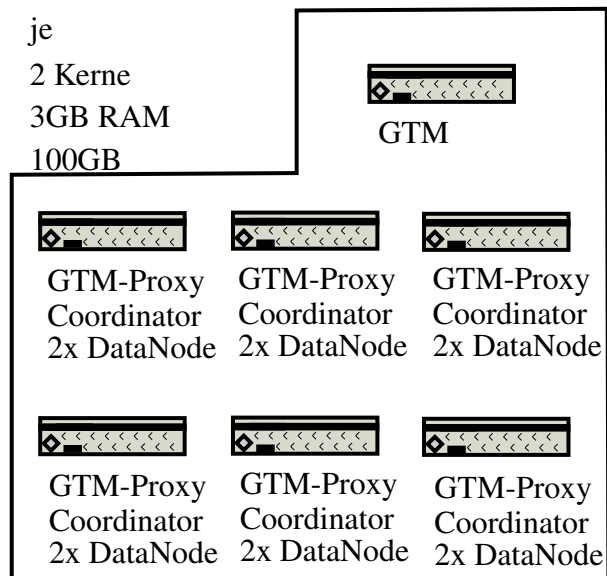 je
2 Kerne
3GB RAM
100GB
GTM
GTM-Proxy
Coordinator
2x DataNode
GTM-Proxy
Coordinator
2x DataNode
GTM-Proxy
Coordinator
2x DataNode
GTM-Proxy
Coordinator
2x DataNode
GTM-Proxy
Coordinator
2x DataNode
GTM-Proxy
Coordinator
2x DataNode